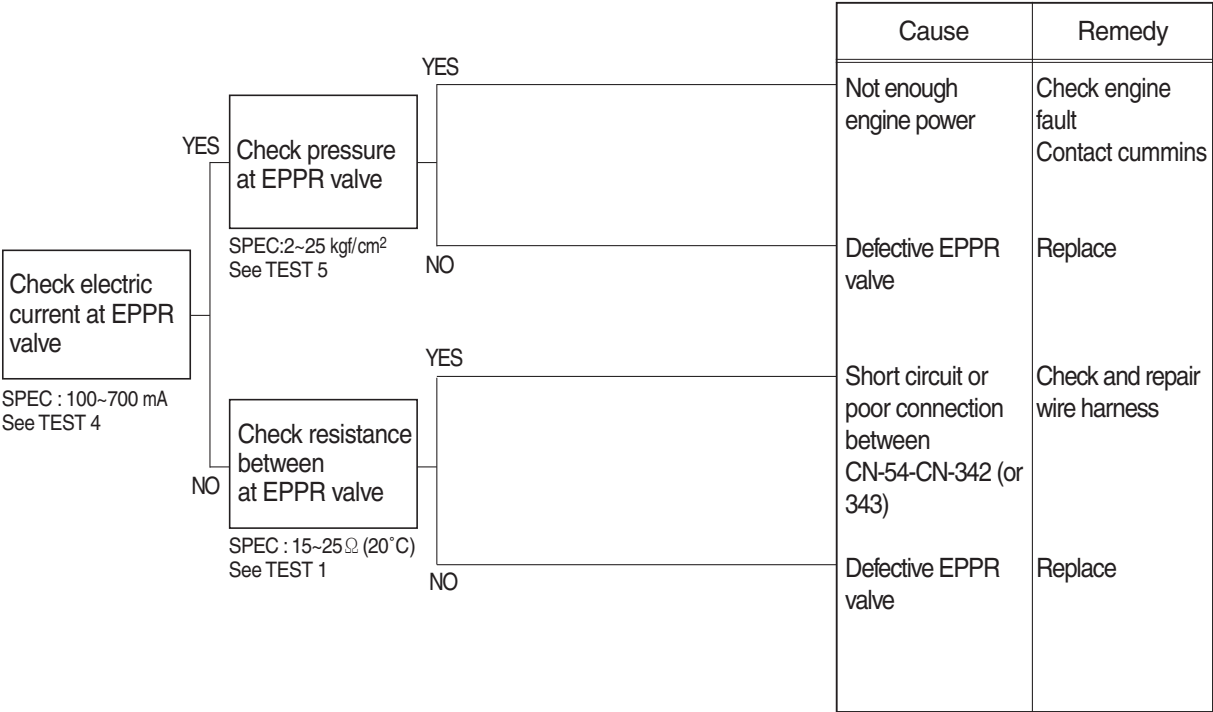 Cause
Remedy
YES
Not enough
engine power
Check engine
fault
Contact cummins
YES
Check pressure
at EPPR valve
SPEC:2~25 kgf/cm²
See TEST 5
NO
Defective EPPR
valve
Replace
Check electric
current at EPPR
valve
SPEC : 100~700 mA
See TEST 4
YES
Short circuit or
poor connection
between
CN-54-CN-342 (or
343)
Check and repair
wire harness
NO
Check resistance
between
at EPPR valve
SPEC : 15~25Ω (20˚C)
See TEST 1
NO
Defective EPPR
valve
Replace